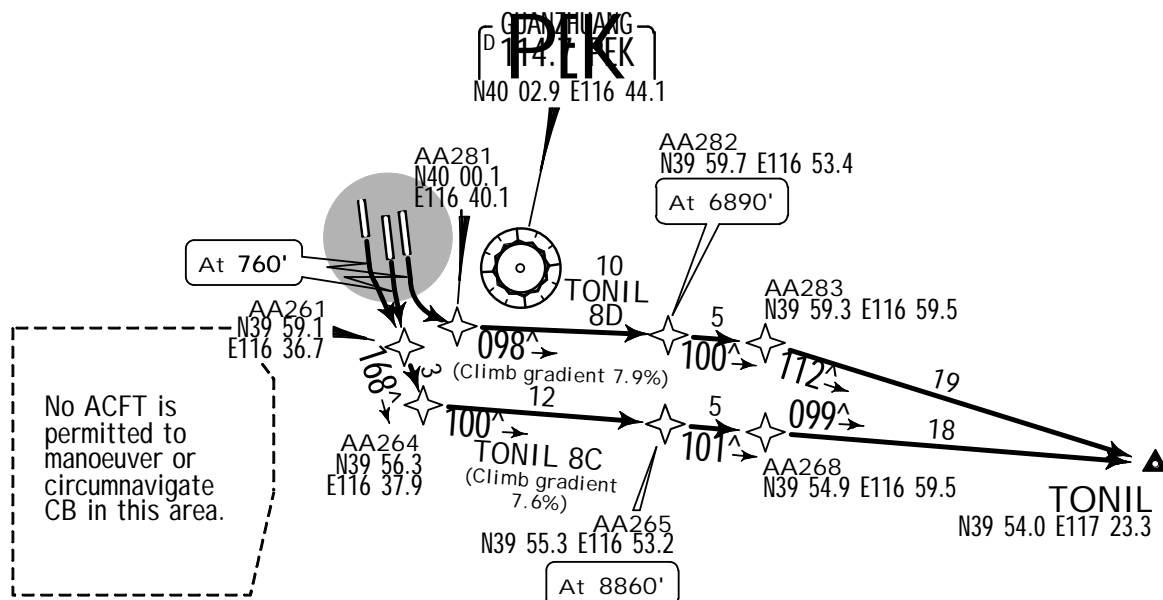 GUANZHUANG
D 114.7 PEK
PEK
N40 02.9 E116 44.1
AA281
N40 00.1
E116 40.1
AA282
N39 59.7 E116 53.4
At 6890'
At 760'
10
TONIL
8D
5
AA283
N39 59.3 E116 59.5
AA261
N39 59.1
E116 36.7
098^
(Climb gradient 7.9%)
100^
112^
19
168^
3
12
5
099^
18
No ACFT is
permitted to
manoeuver or
circumnavigate
CB in this area.
AA264
N39 56.3
E116 37.9
100^
TONIL 8C
(Climb gradient
7.6%)
101^
AA268
N39 54.9 E116 59.5
AA265
N39 55.3 E116 53.2
At 8860'
TONIL
N39 54.0 E117 23.3